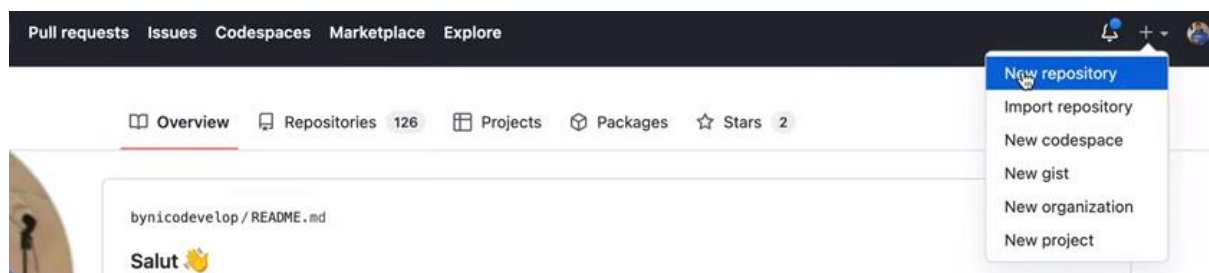 Pull requests Issues Codespaces Marketplace Explore
New repository
Import repository
New codespace
New gist
New organization
New project
Overview Repositories 126 Projects Packages Stars 2
bynicodevelop/README.md
Salut 👋